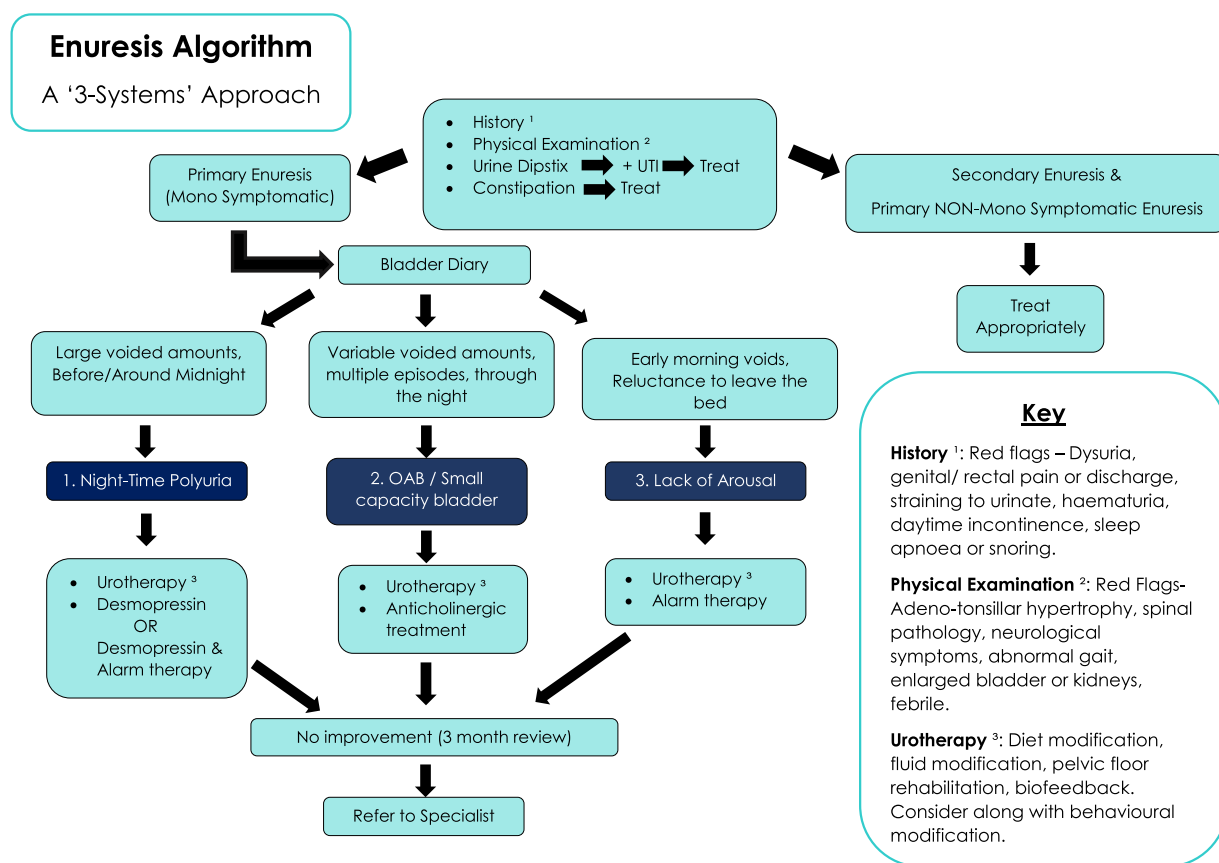 Enuresis Algorithm
A ‘3-Systems’ Approach
• History ¹
• Physical Examination ²
• Urine Dipstix + UTI Treat
• Constipation Treat
Primary Enuresis
(Mono Symptomatic)
Secondary Enuresis &
Primary NON-Mono Symptomatic Enuresis
Bladder Diary
Treat
Appropriately
Large voided amounts,
Before/Around Midnight
Variable voided amounts,
multiple episodes, through
the night
Early morning voids,
Reluctance to leave the
bed
1. Night-Time Polyuria
2. OAB / Small
capacity bladder
3. Lack of Arousal
• Urotherapy ³
• Desmopressin
OR
Desmopressin &
Alarm therapy
• Urotherapy ³
• Anticholinergic
treatment
• Urotherapy ³
• Alarm therapy
No improvement (3 month review)
Refer to Specialist
Key
History ¹: Red flags – Dysuria,
genital/ rectal pain or discharge,
straining to urinate, haematuria,
daytime incontinence, sleep
apnoea or snoring.
Physical Examination ²: Red Flags-
Adeno-tonsillar hypertrophy, spinal
pathology, neurological
symptoms, abnormal gait,
enlarged bladder or kidneys,
febrile.
Urotherapy ³: Diet modification,
fluid modification, pelvic floor
rehabilitation, biofeedback.
Consider along with behavioural
modification.